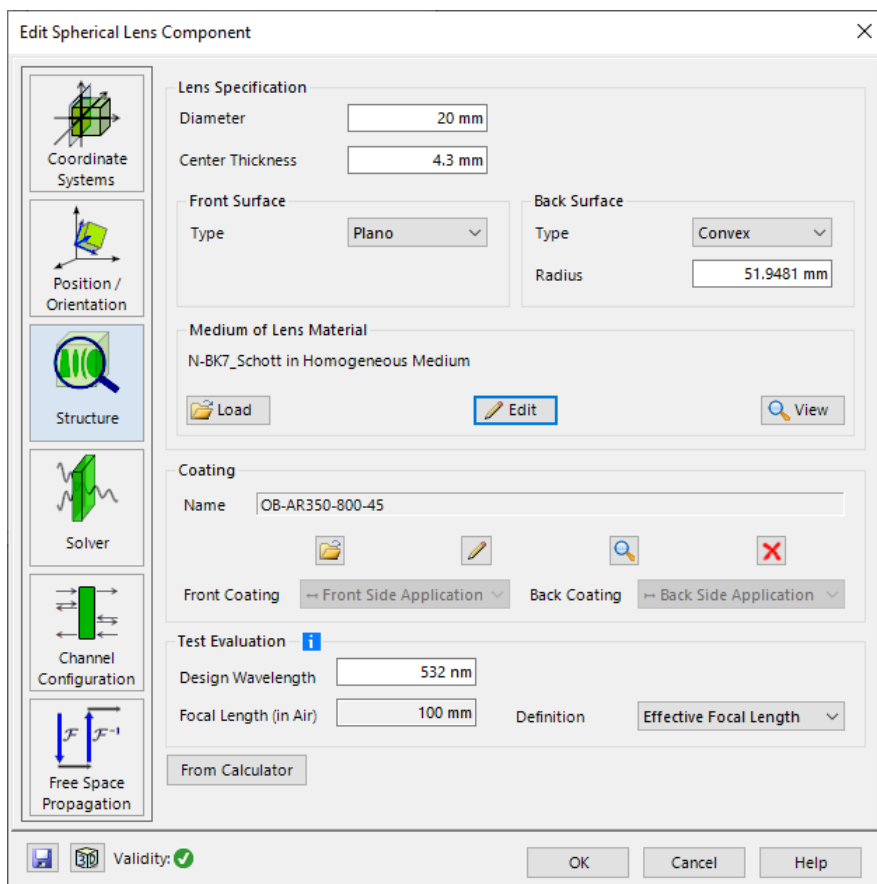 Edit Spherical Lens Component
Coordinate
Systems
Position /
Orientation
Structure
Solver
Channel
Configuration
F F-1
Free Space
Propagation
Lens Specification
Diameter 20 mm
Center Thickness 4.3 mm
Front Surface
Type Plano
Back Surface
Type Convex
Radius 51.9481 mm
Medium of Lens Material
N-BK7_Schott in Homogeneous Medium
Load Edit View
Coating
Name OB-AR350-800-45
Front Coating Front Side Application Back Coating Back Side Application
Test Evaluation i
Design Wavelength 532 nm
Focal Length (in Air) 100 mm Definition Effective Focal Length
From Calculator
3D Validity: OK Cancel Help